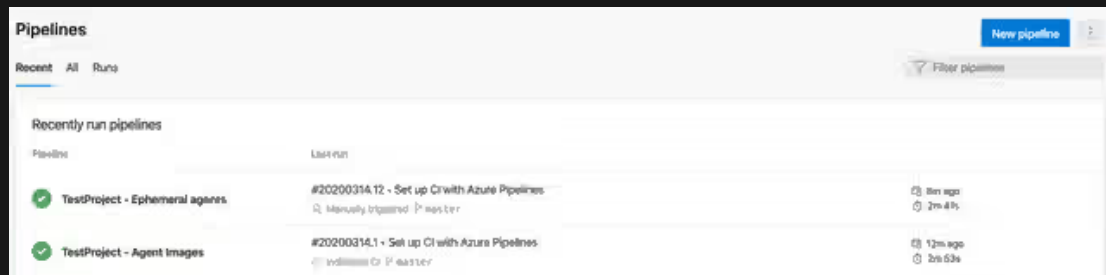 Pipelines
New pipeline
Recent All Runs
Filter pipelines
Recently run pipelines
Pipeline Last run
TestProject - Ephemeral agents
#20200314.12 - Set up CI with Azure Pipelines
Manually triggered master
8m ago
2m 41s
TestProject - Agent Images
#20200314.1 - Set up CI with Azure Pipelines
CI master
12m ago
2m 53s